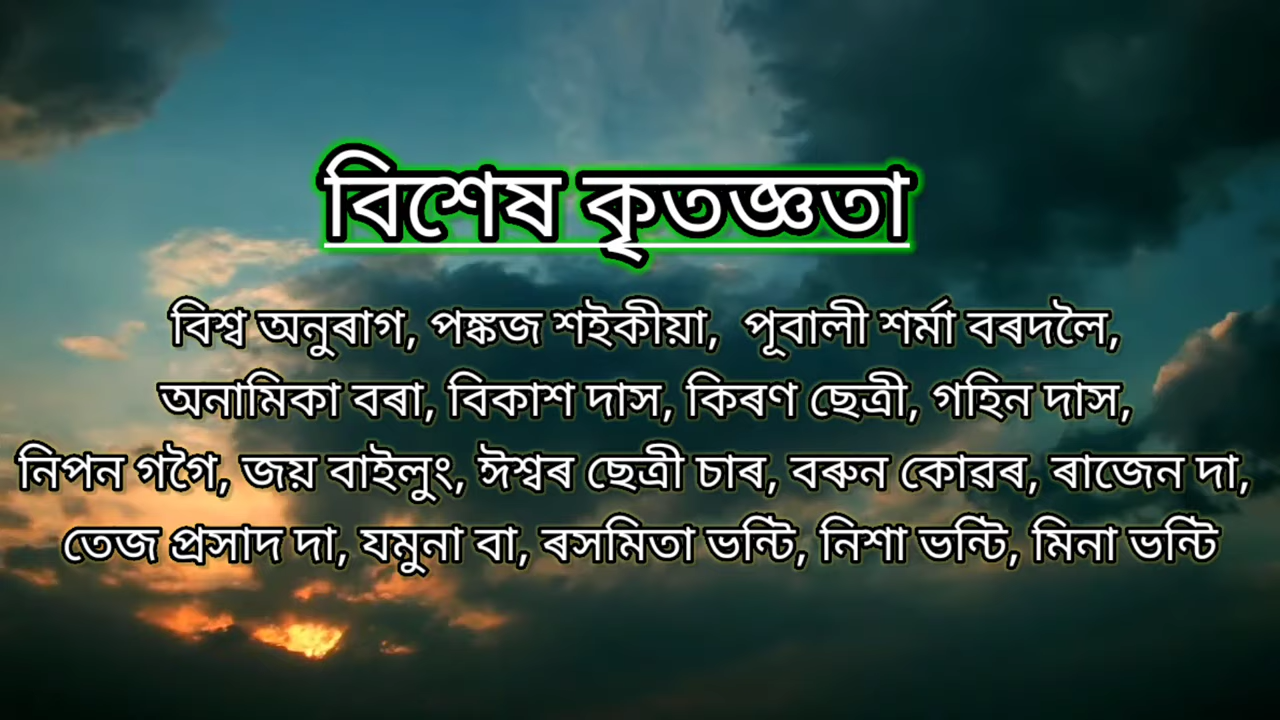 বিশেষ কৃতজ্ঞতা
বিশ্ব অনুৰাগ, পঙ্কজ শইকীয়া, পূবালী শৰ্মা বৰদলৈ,
অনামিকা বৰা, বিকাশ দাস, কিৰণ ছেত্ৰী, গহিন দাস,
নিপন গগৈ, জয় বাইলুং, ঈশ্বৰ ছেত্ৰী চাৰ, বৰুন কোৱৰ, ৰাজেন দা,
তেজ প্ৰসাদ দা, যমুনা বা, ৰসমিতা ভন্টি, নিশা ভন্টি, মিনা ভন্টি